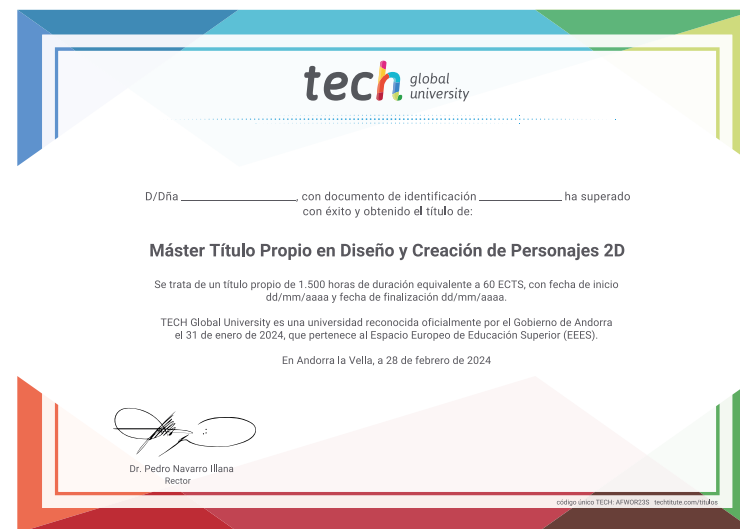 tech global university
D/Dña ____________, con documento de identificación ____________ ha superado
con éxito y obtenido el título de:
Máster Título Propio en Diseño y Creación de Personajes 2D
Se trata de un título propio de 1.500 horas de duración equivalente a 60 ECTS, con fecha de inicio
dd/mm/aaaa y fecha de finalización dd/mm/aaaa.
TECH Global University es una universidad reconocida oficialmente por el Gobierno de Andorra
el 31 de enero de 2024, que pertenece al Espacio Europeo de Educación Superior (EEES).
En Andorra la Vella, a 28 de febrero de 2024
Dr. Pedro Navarro Illana
Rector
código único TECH: AFWOR23S techtitute.com/titulos